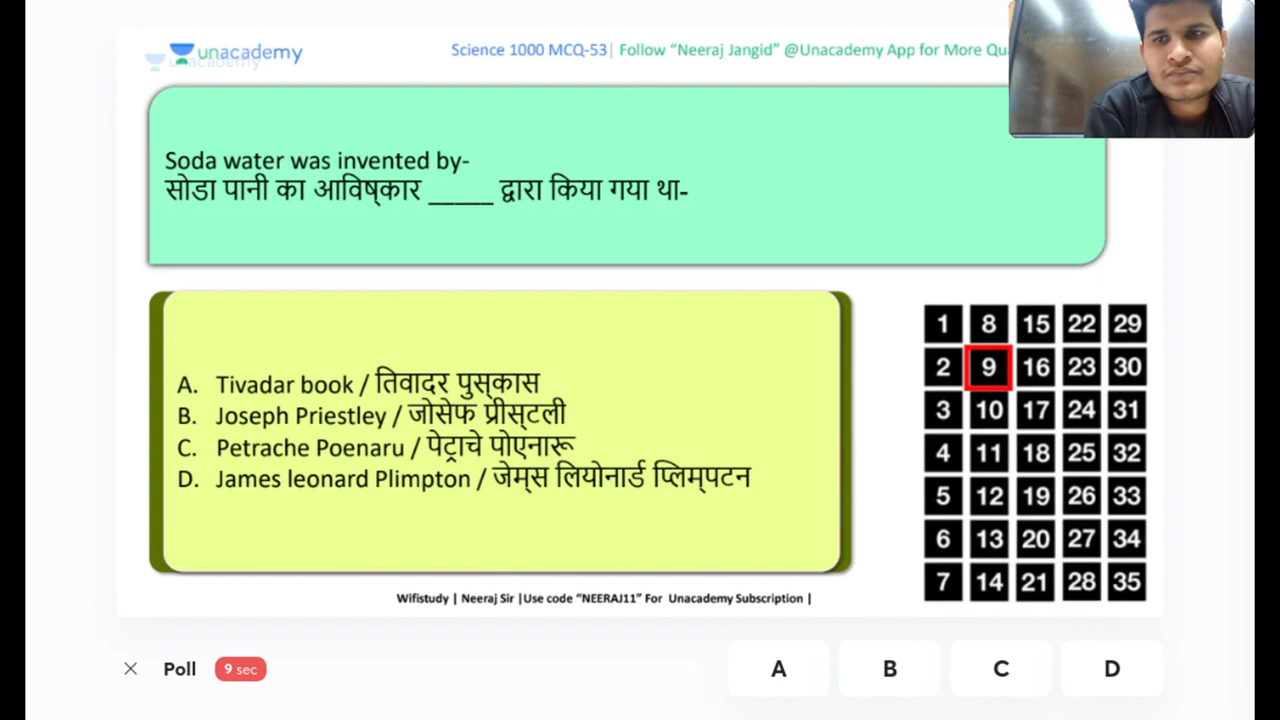 unacademy
unacademy
Science 1000 MCQ-53| Follow “Neeraj Jangid” @Unacademy App for More
Soda water was invented by-
सोडा पानी का आविष्कार _____ द्वारा किया गया था-
A. Tivadar book / तिवादर पुस्कास
B. Joseph Priestley / जोसेफ प्रीस्टली
C. Petrache Poenaru / पेट्राचे पोएनारू
D. James leonard Plimpton / जेम्स लियोनार्ड प्लिम्पटन
1 8 15 22 29
2 9 16 23 30
3 10 17 24 31
4 11 18 25 32
5 12 19 26 33
6 13 20 27 34
7 14 21 28 35
Wifistudy | Neeraj Sir |Use code “NEERAJ11” For Unacademy Subscription |
Poll 9 sec A B C D